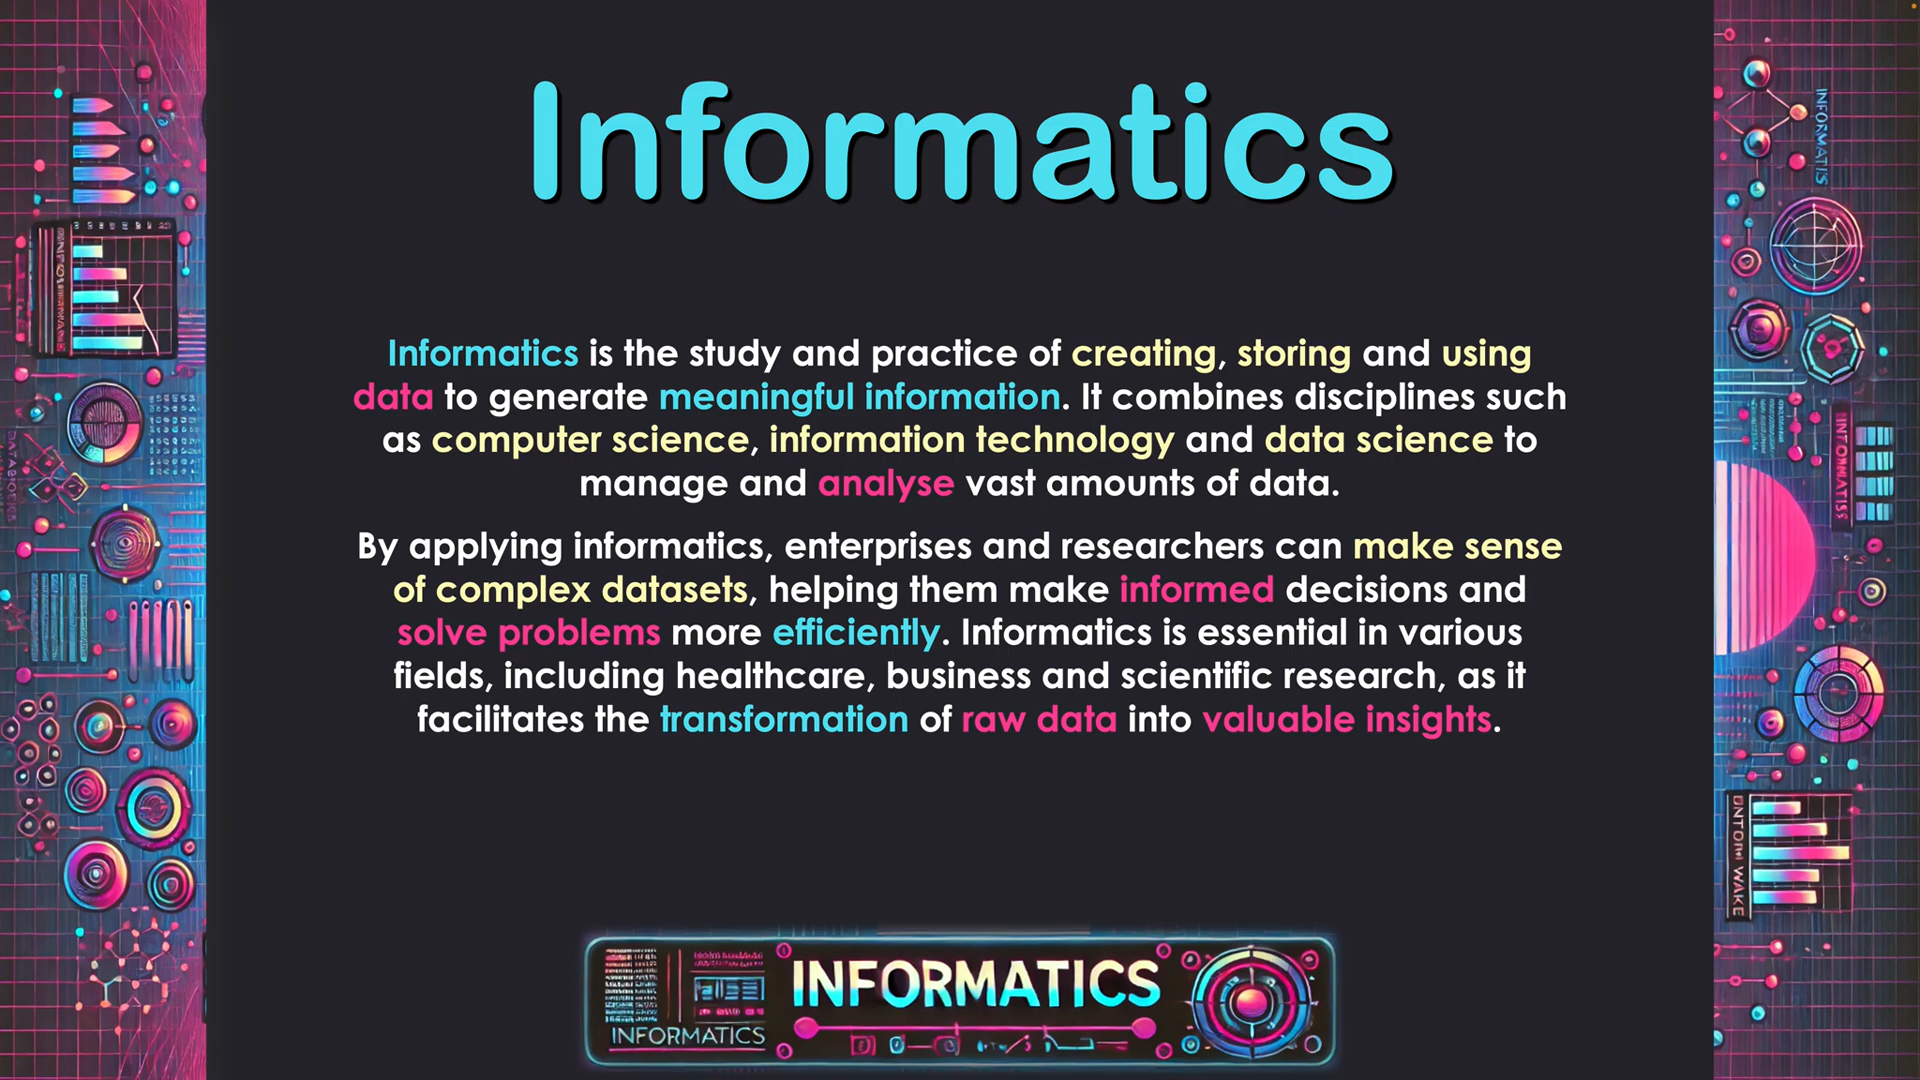 Informatics
Informatics is the study and practice of creating, storing and using
data to generate meaningful information. It combines disciplines such
as computer science, information technology and data science to
manage and analyse vast amounts of data.
By applying informatics, enterprises and researchers can make sense
of complex datasets, helping them make informed decisions and
solve problems more efficiently. Informatics is essential in various
fields, including healthcare, business and scientific research, as it
facilitates the transformation of raw data into valuable insights.
INFORMATICS
INFORMATICS